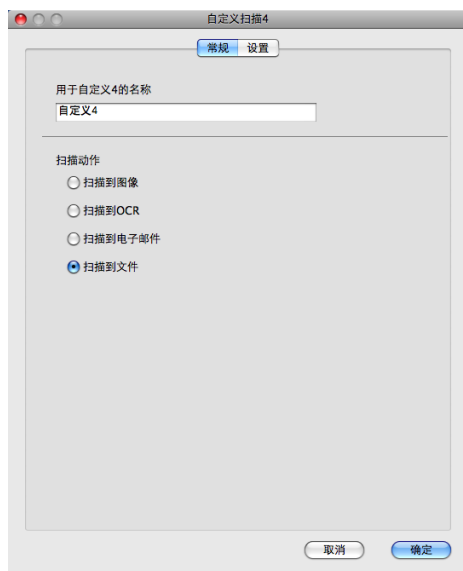 自定义扫描4
常规 设置
用于自定义4的名称
自定义4
扫描动作
扫描到图像
扫描到OCR
扫描到电子邮件
扫描到文件
取消 确定